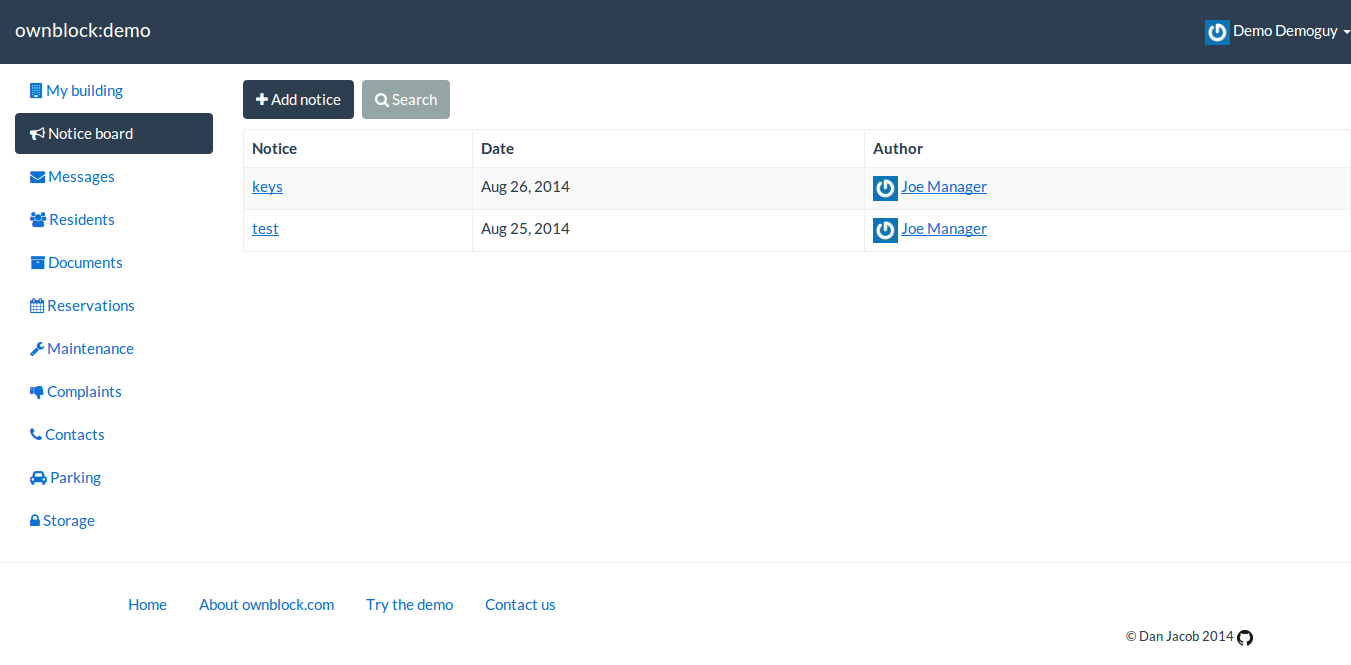 ownblock:demo
Demo Demoguy
My building
Notice board
Messages
Residents
Documents
Reservations
Maintenance
Complaints
Contacts
Parking
Storage
Add notice Search
Notice Date Author
keys Aug 26, 2014 Joe Manager
test Aug 25, 2014 Joe Manager
Home About ownblock.com Try the demo Contact us
© Dan Jacob 2014